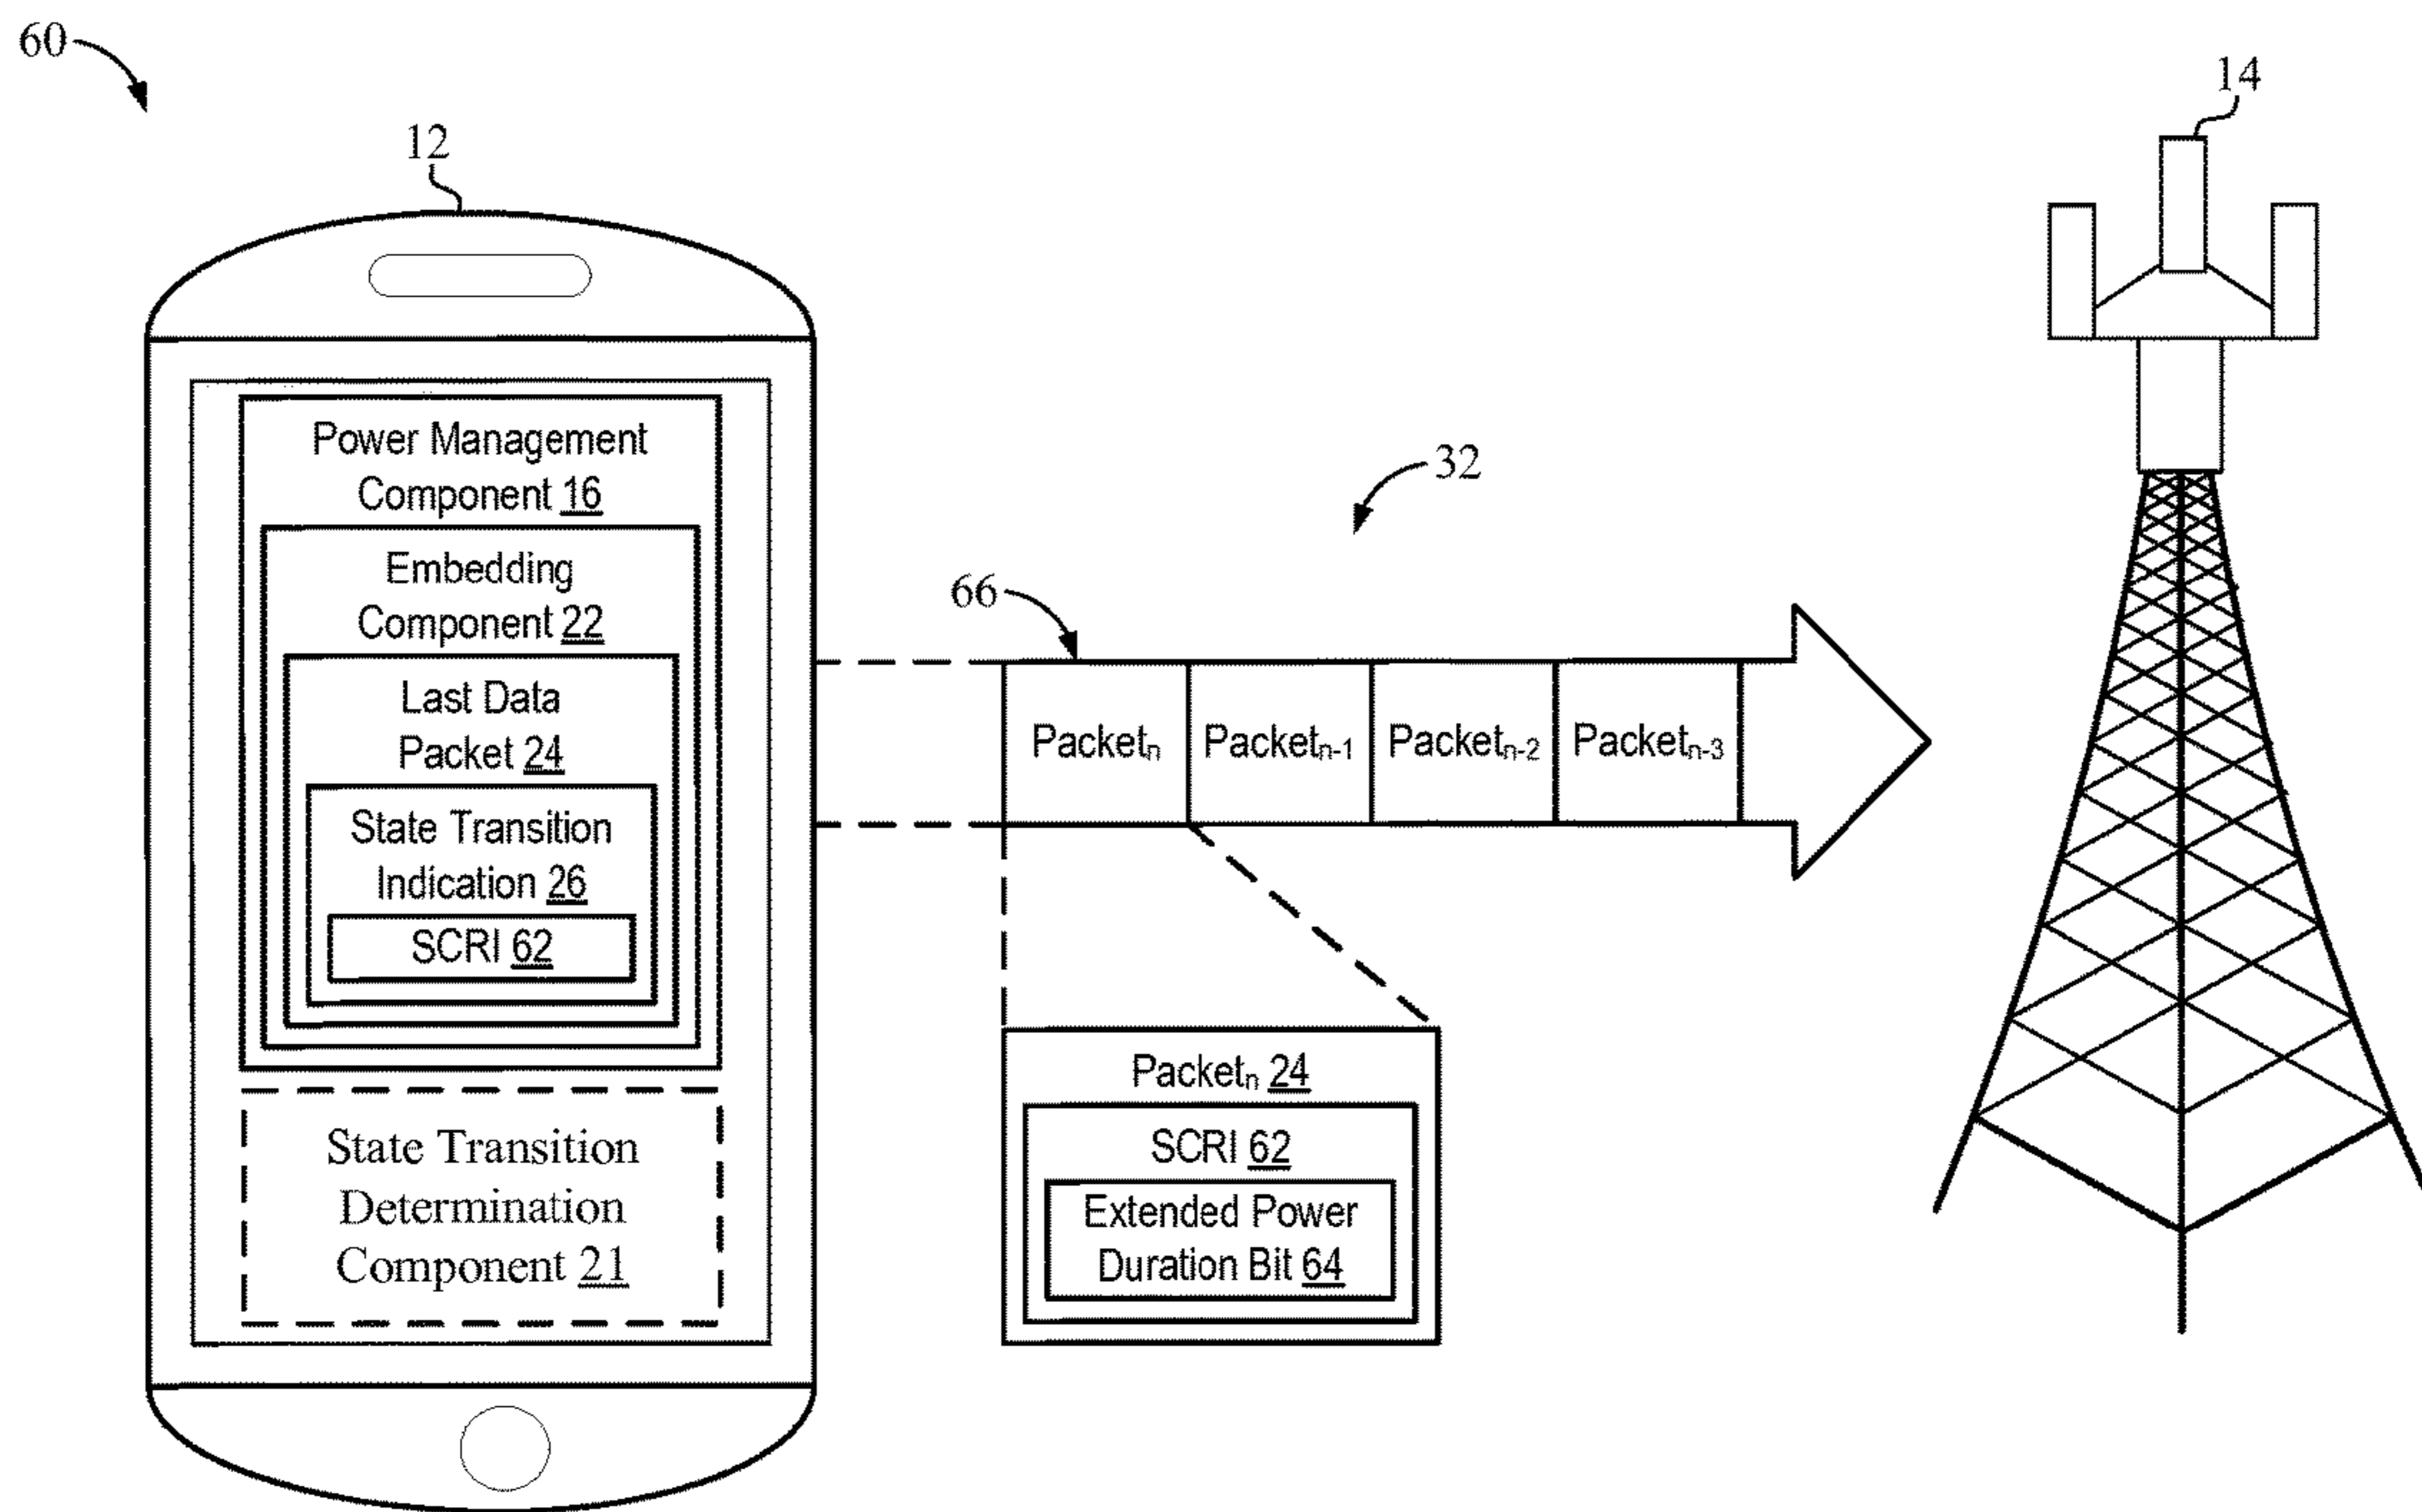 60
12
14
Power Management
Component 16
Embedding
Component 22
Last Data
Packet 24
State Transition
Indication 26
SCRI 62
State Transition
Determination
Component 21
32
66
Packetₙ Packetₙ₋₁ Packetₙ₋₂ Packetₙ₋₃
Packetₙ 24
SCRI 62
Extended Power
Duration Bit 64